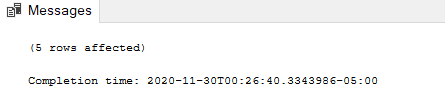 Messages
(5 rows affected)
Completion time: 2020-11-30T00:26:40.3343986-05:00